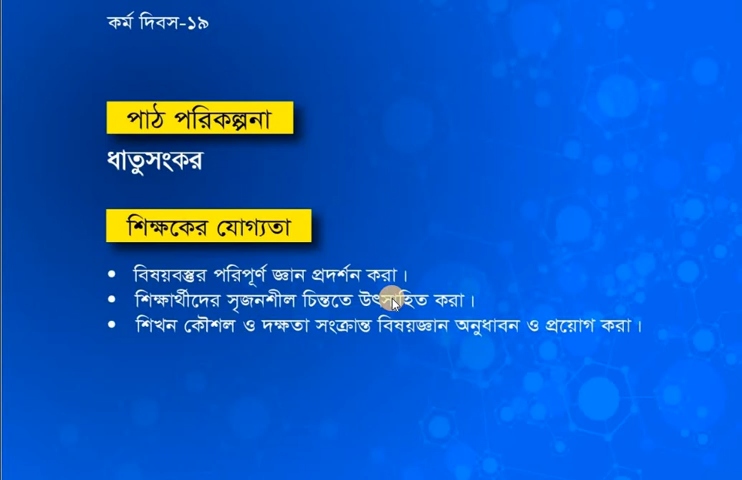 কর্ম দিবস-১৯
পাঠ পরিকল্পনা
ধাতুসংকর
শিক্ষকের যোগ্যতা
• বিষয়বস্তুর পরিপূর্ণ জ্ঞান প্রদর্শন করা।
• শিক্ষার্থীদের সৃজনশীল চিন্ততে উৎসাহিত করা।
• শিখন কৌশল ও দক্ষতা সংক্রান্ত বিষয়জ্ঞান অনুধাবন ও প্রয়োগ করা।